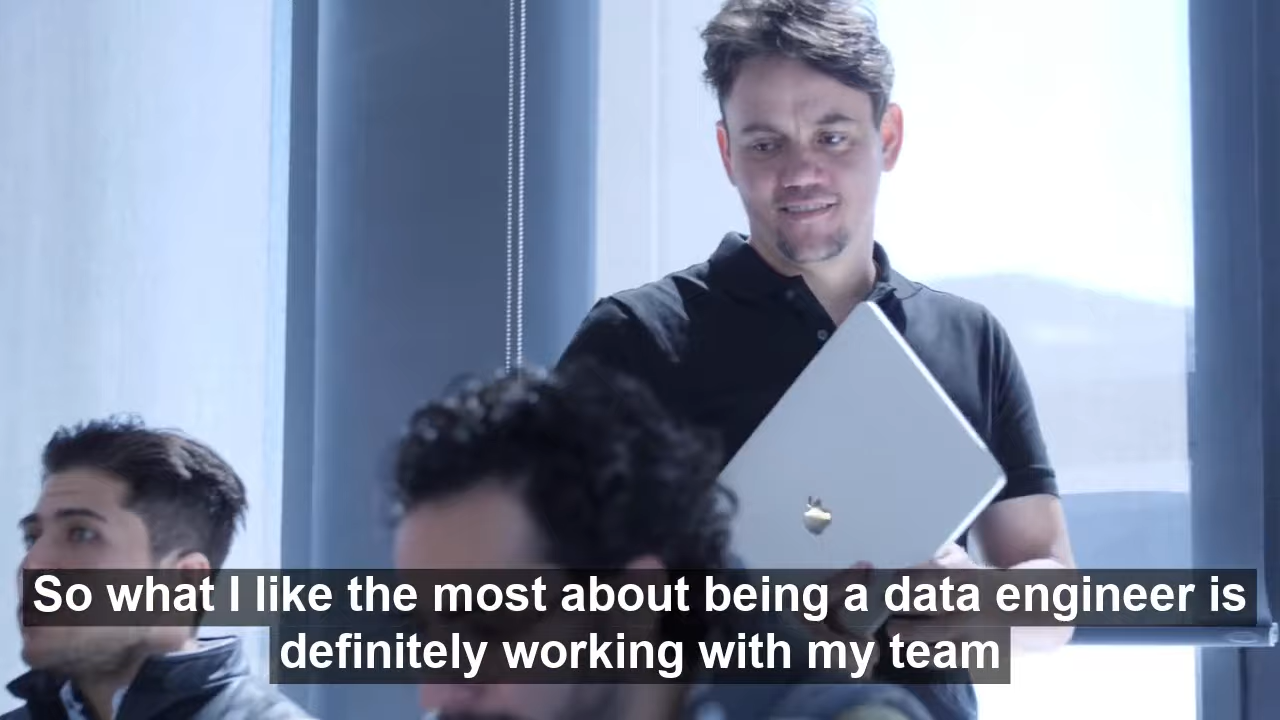 So what I like the most about being a data engineer is
definitely working with my team